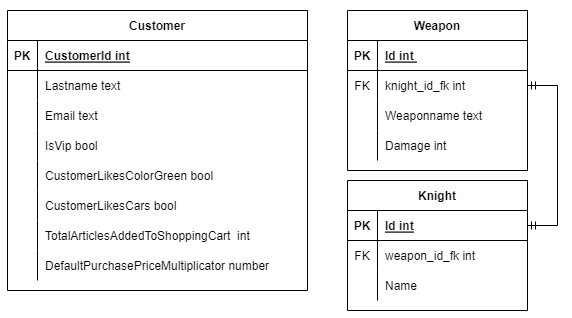 Customer
PK CustomerId int
Lastname text
Email text
IsVip bool
CustomerLikesColorGreen bool
CustomerLikesCars bool
TotalArticlesAddedToShoppingCart int
DefaultPurchasePriceMultiplicator number
Weapon
PK Id int
FK knight_id_fk int
Weaponname text
Damage int
Knight
PK Id int
FK weapon_id_fk int
Name